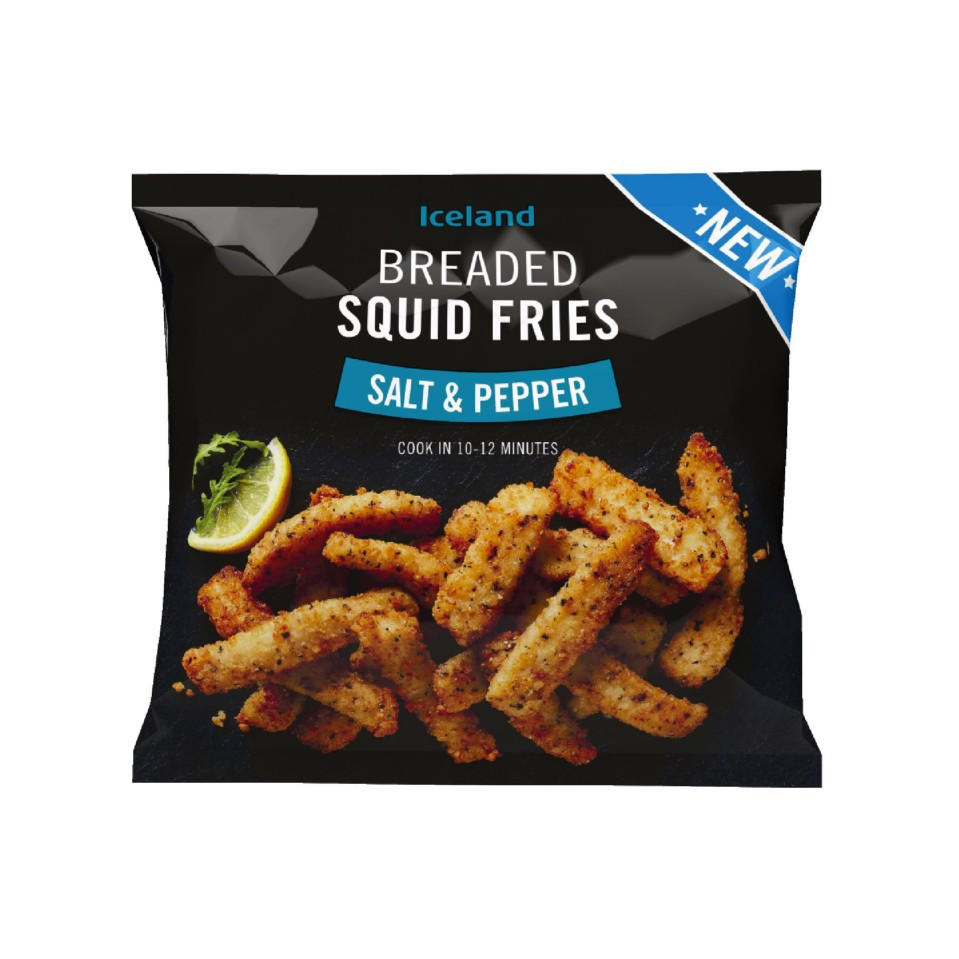 Iceland
NEW
BREADED
SQUID FRIES
SALT & PEPPER
COOK IN 10-12 MINUTES